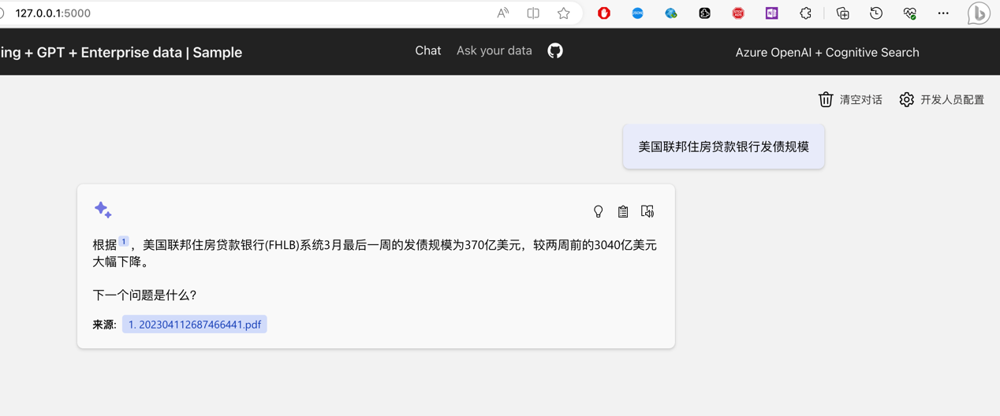 127.0.0.1:5000
ing + GPT + Enterprise data | Sample
Chat
Ask your data
Azure OpenAI + Cognitive Search
清空对话
开发人员配置
美国联邦住房贷款银行发债规模
根据1，美国联邦住房贷款银行(FHLB)系统3月最后一周的发债规模为370亿美元，较两周前的3040亿美元
大幅下降。
下一个问题是什么？
来源: 1. 202304112687466441.pdf